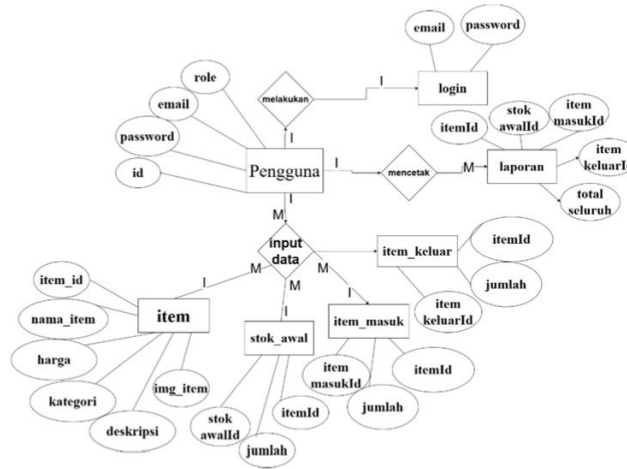 email
password
role
login
melakukan
I
I
email
password
id
Pengguna
I
mencetak
M
itemId
stok
awalId
item
masukId
laporan
item
keluarId
total
seluruh
I
M
input
data
M
M
M
item_keluar
itemId
jumlah
item
keluarId
item_id
nama_item
harga
kategori
deskripsi
img_item
I
item
I
stok_awal
stok
awalId
jumlah
itemId
I
item_masuk
item
masukId
jumlah
itemId